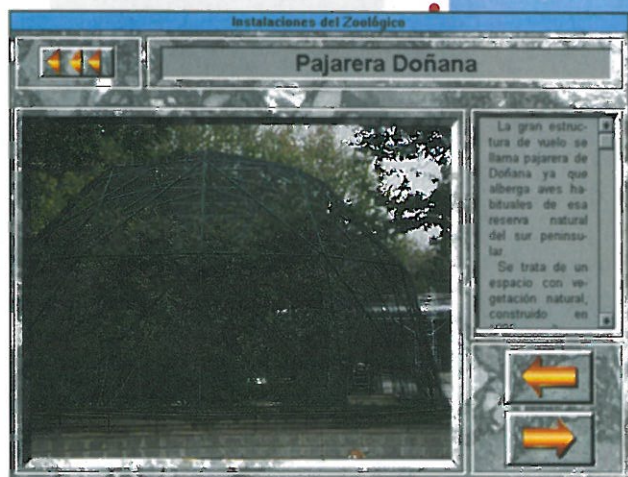 Instalaciones del Zoológico
Pajarera Doñana
La gran estruc-
tura de vuelo se
llama pajarera de
Doñana ya que
alberga aves ha-
bituales de esa
reserva natural
del sur peninsu-
lar
Se trata de un
espacio con ve-
getación natural,
construido en